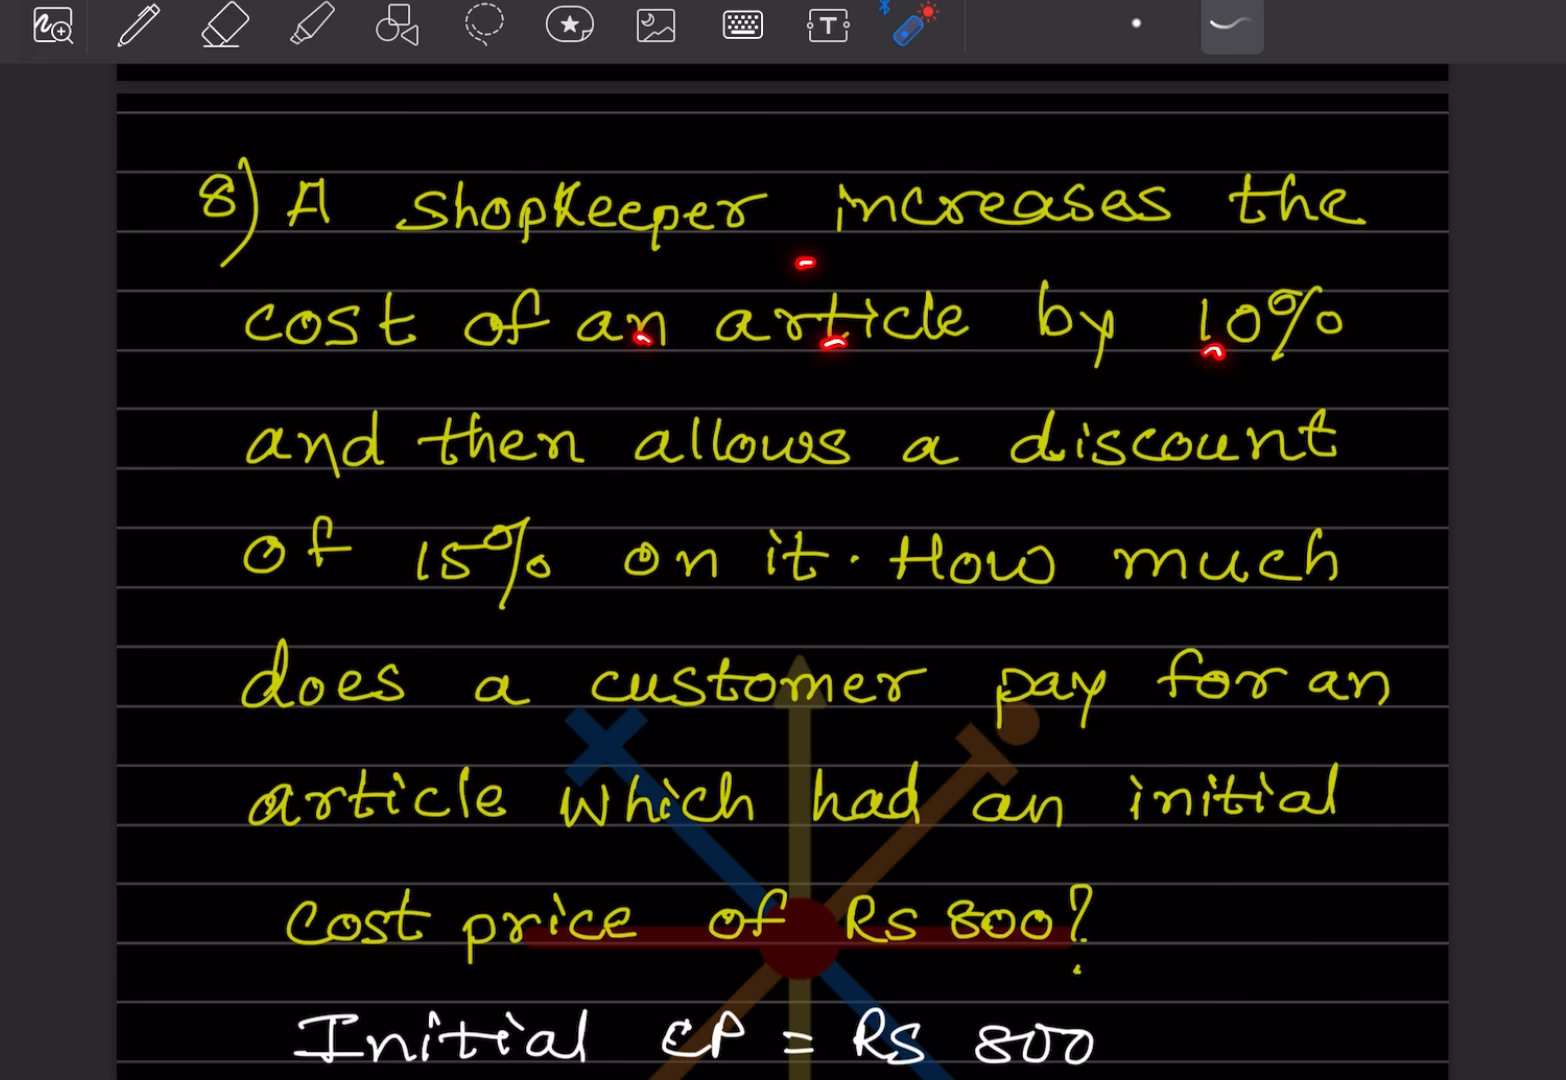 8) A shopkeeper increases the
cost of an article by 10%
and then allows a discount
of 15% on it. How much
does a customer pay for an
article which had an initial
cost price of Rs 800?
Initial CP = Rs 800